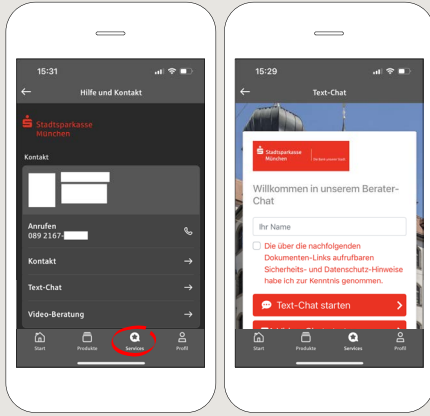 15:31
Hilfe und Kontakt
Stadtsparkasse
München
Kontakt
Anrufen
089 2167-
Kontakt
Text-Chat
Video-Beratung
Start
Produkte
Services
Profil
15:29
Text-Chat
Stadtsparkasse
München
Willkommen in unserem Berater-
Chat
Ihr Name
Die über die nachfolgenden
Dokumenten-Links aufrufbaren
Sicherheits- und Datenschutz-Hinweise
habe ich zur Kenntnis genommen.
Text-Chat starten
Start
Produkte
Services
Profil